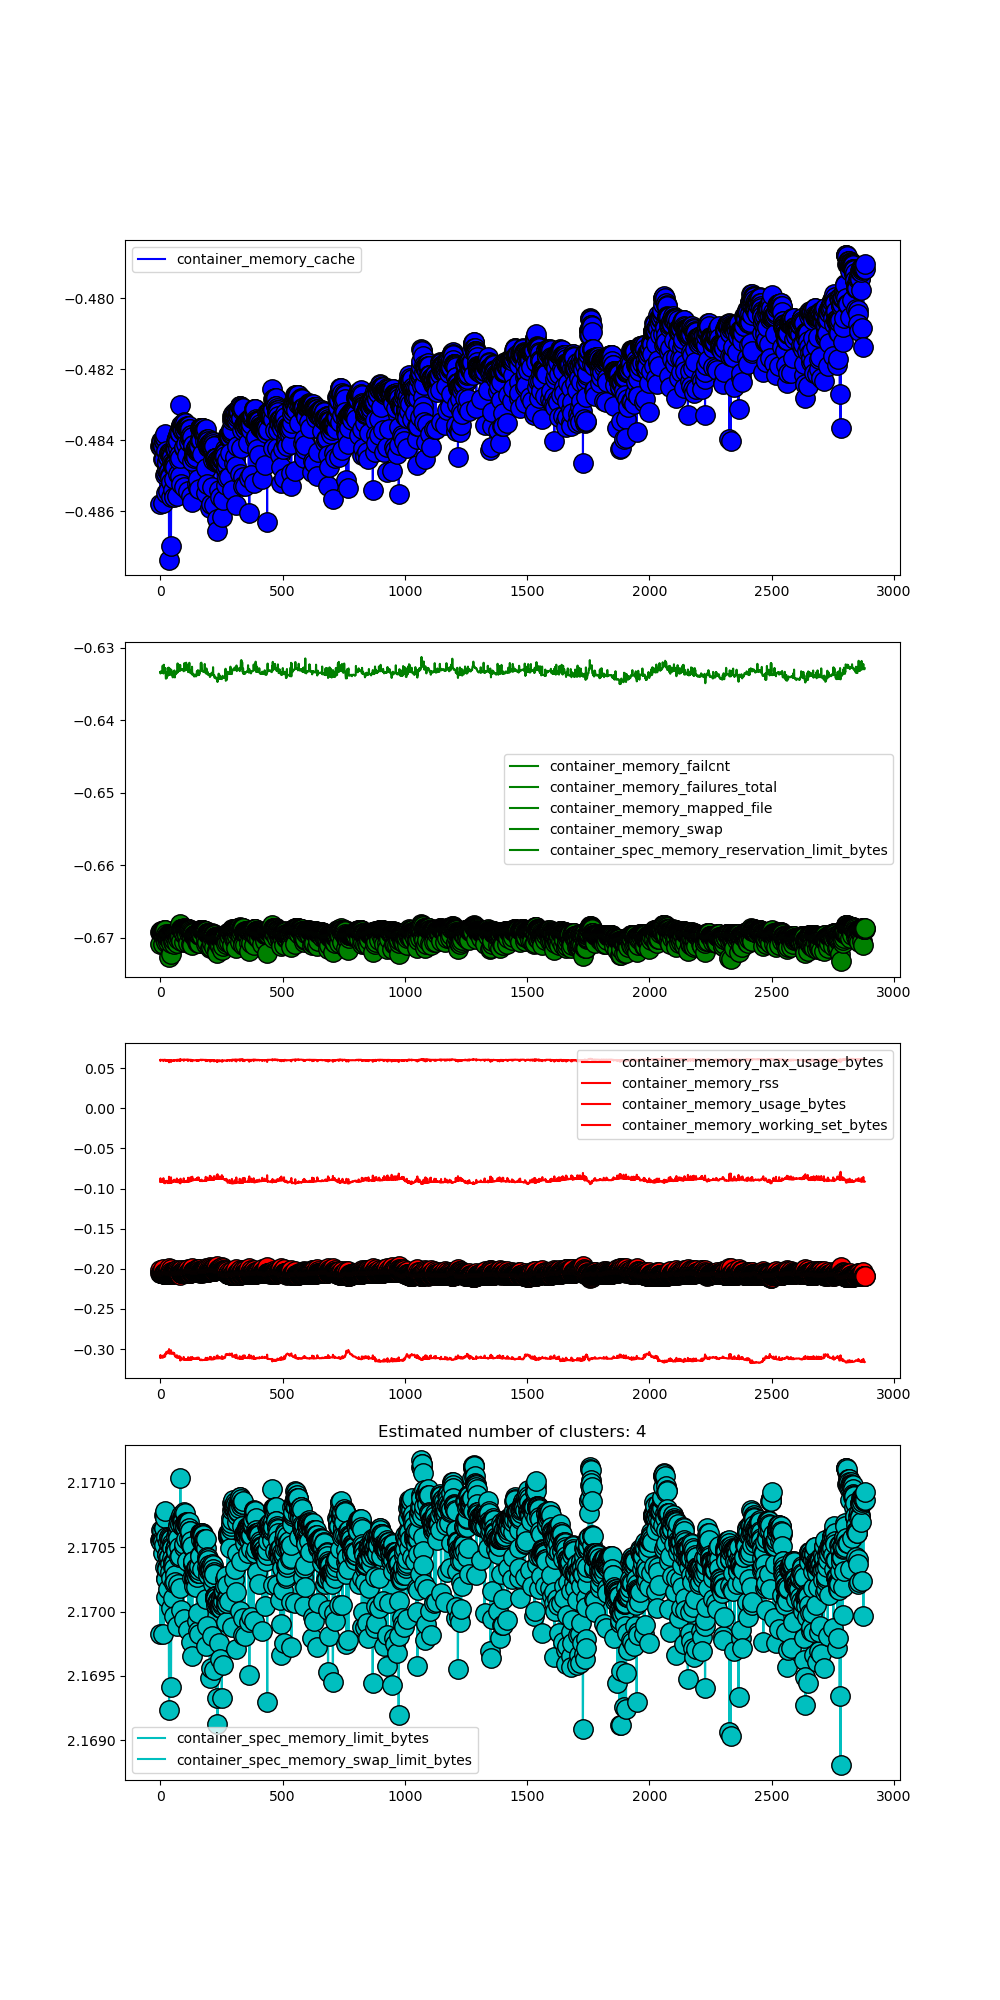 container_memory_cache
−0.480
−0.482
−0.484
−0.486
0 500 1000 1500 2000 2500 3000
−0.63
−0.64
−0.65
−0.66
−0.67
container_memory_failcnt
container_memory_failures_total
container_memory_mapped_file
container_memory_swap
container_spec_memory_reservation_limit_bytes
0 500 1000 1500 2000 2500 3000
0.05
0.00
−0.05
−0.10
−0.15
−0.20
−0.25
−0.30
container_memory_max_usage_bytes
container_memory_rss
container_memory_usage_bytes
container_memory_working_set_bytes
0 500 1000 1500 2000 2500 3000
Estimated number of clusters: 4
2.1710
2.1705
2.1700
2.1695
2.1690
container_spec_memory_limit_bytes
container_spec_memory_swap_limit_bytes
0 500 1000 1500 2000 2500 3000